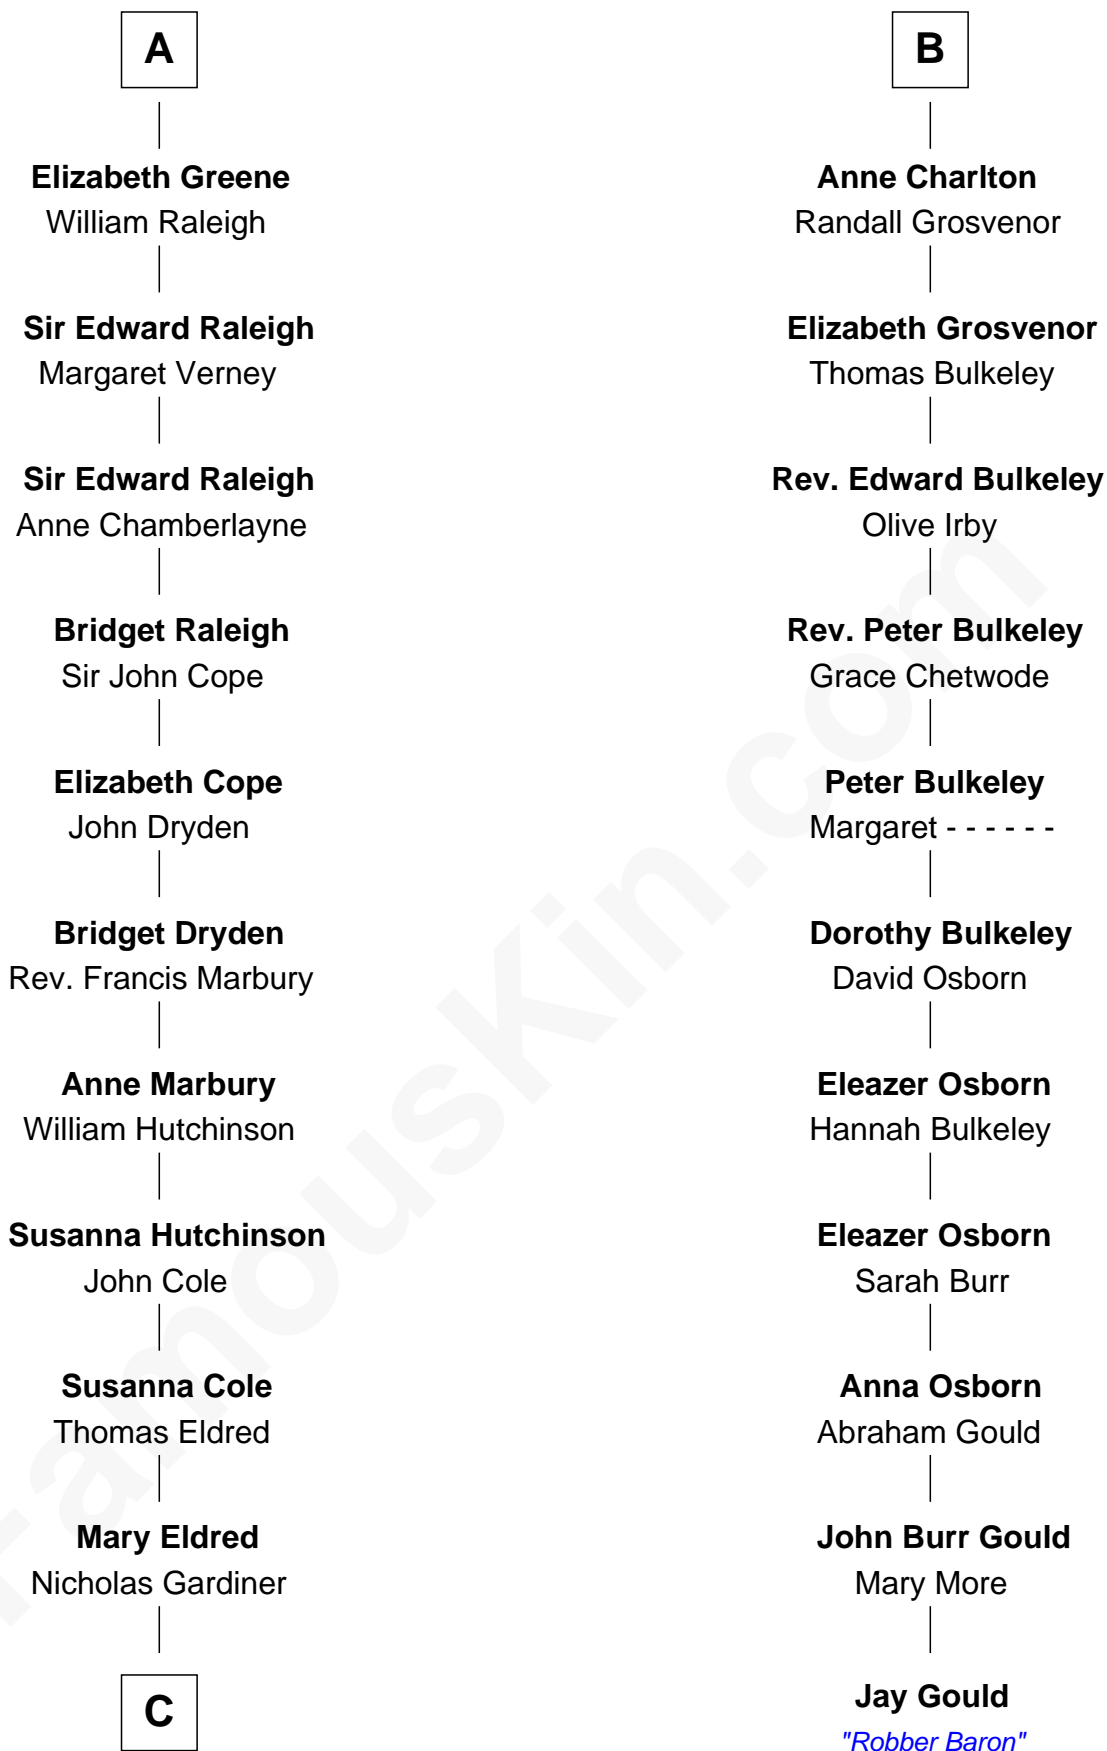 A
Elizabeth Greene
William Raleigh
Sir Edward Raleigh
Margaret Verney
Sir Edward Raleigh
Anne Chamberlayne
Bridget Raleigh
Sir John Cope
Elizabeth Cope
John Dryden
Bridget Dryden
Rev. Francis Marbury
Anne Marbury
William Hutchinson
Susanna Hutchinson
John Cole
Susanna Cole
Thomas Eldred
Mary Eldred
Nicholas Gardiner
C
B
Anne Charlton
Randall Grosvenor
Elizabeth Grosvenor
Thomas Bulkeley
Rev. Edward Bulkeley
Olive Irby
Rev. Peter Bulkeley
Grace Chetwode
Peter Bulkeley
Margaret - - - - - -
Dorothy Bulkeley
David Osborn
Eleazer Osborn
Hannah Bulkeley
Eleazer Osborn
Sarah Burr
Anna Osborn
Abraham Gould
John Burr Gould
Mary More
Jay Gould
"Robber Baron"
FamousKin.com